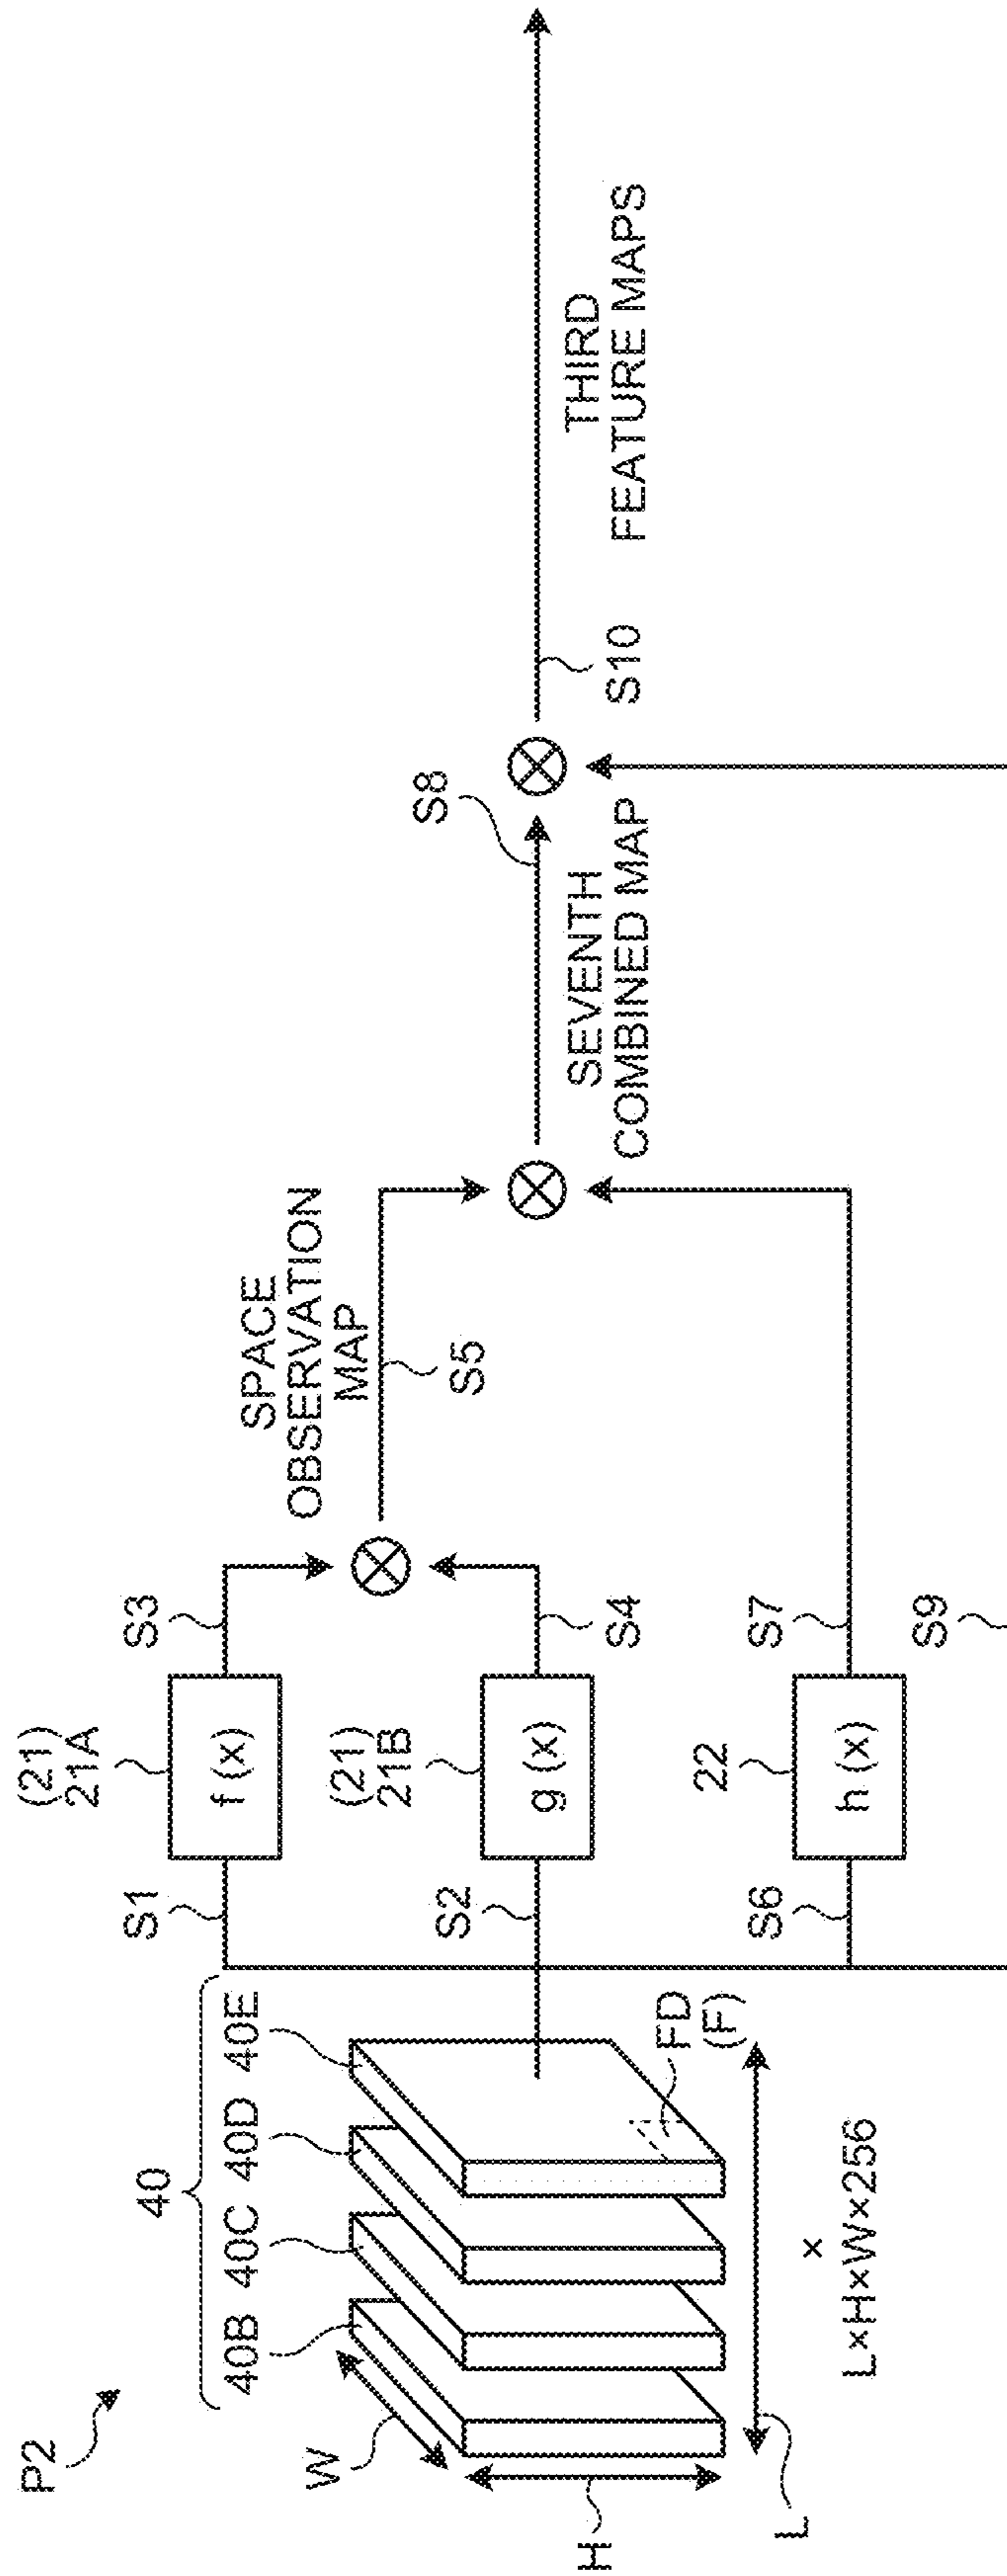 P2
40
40B 40C 40D 40E
W
H
L
FD
(F)
x
L×H×W×256
S1
(21)
21A
f (x)
S3
S2
(21)
21B
g (x)
S4
S6
22
h (x)
S7
S9
SPACE
OBSERVATION
MAP
S5
SEVENTH
COMBINED MAP
S8
S10
THIRD
FEATURE MAPS